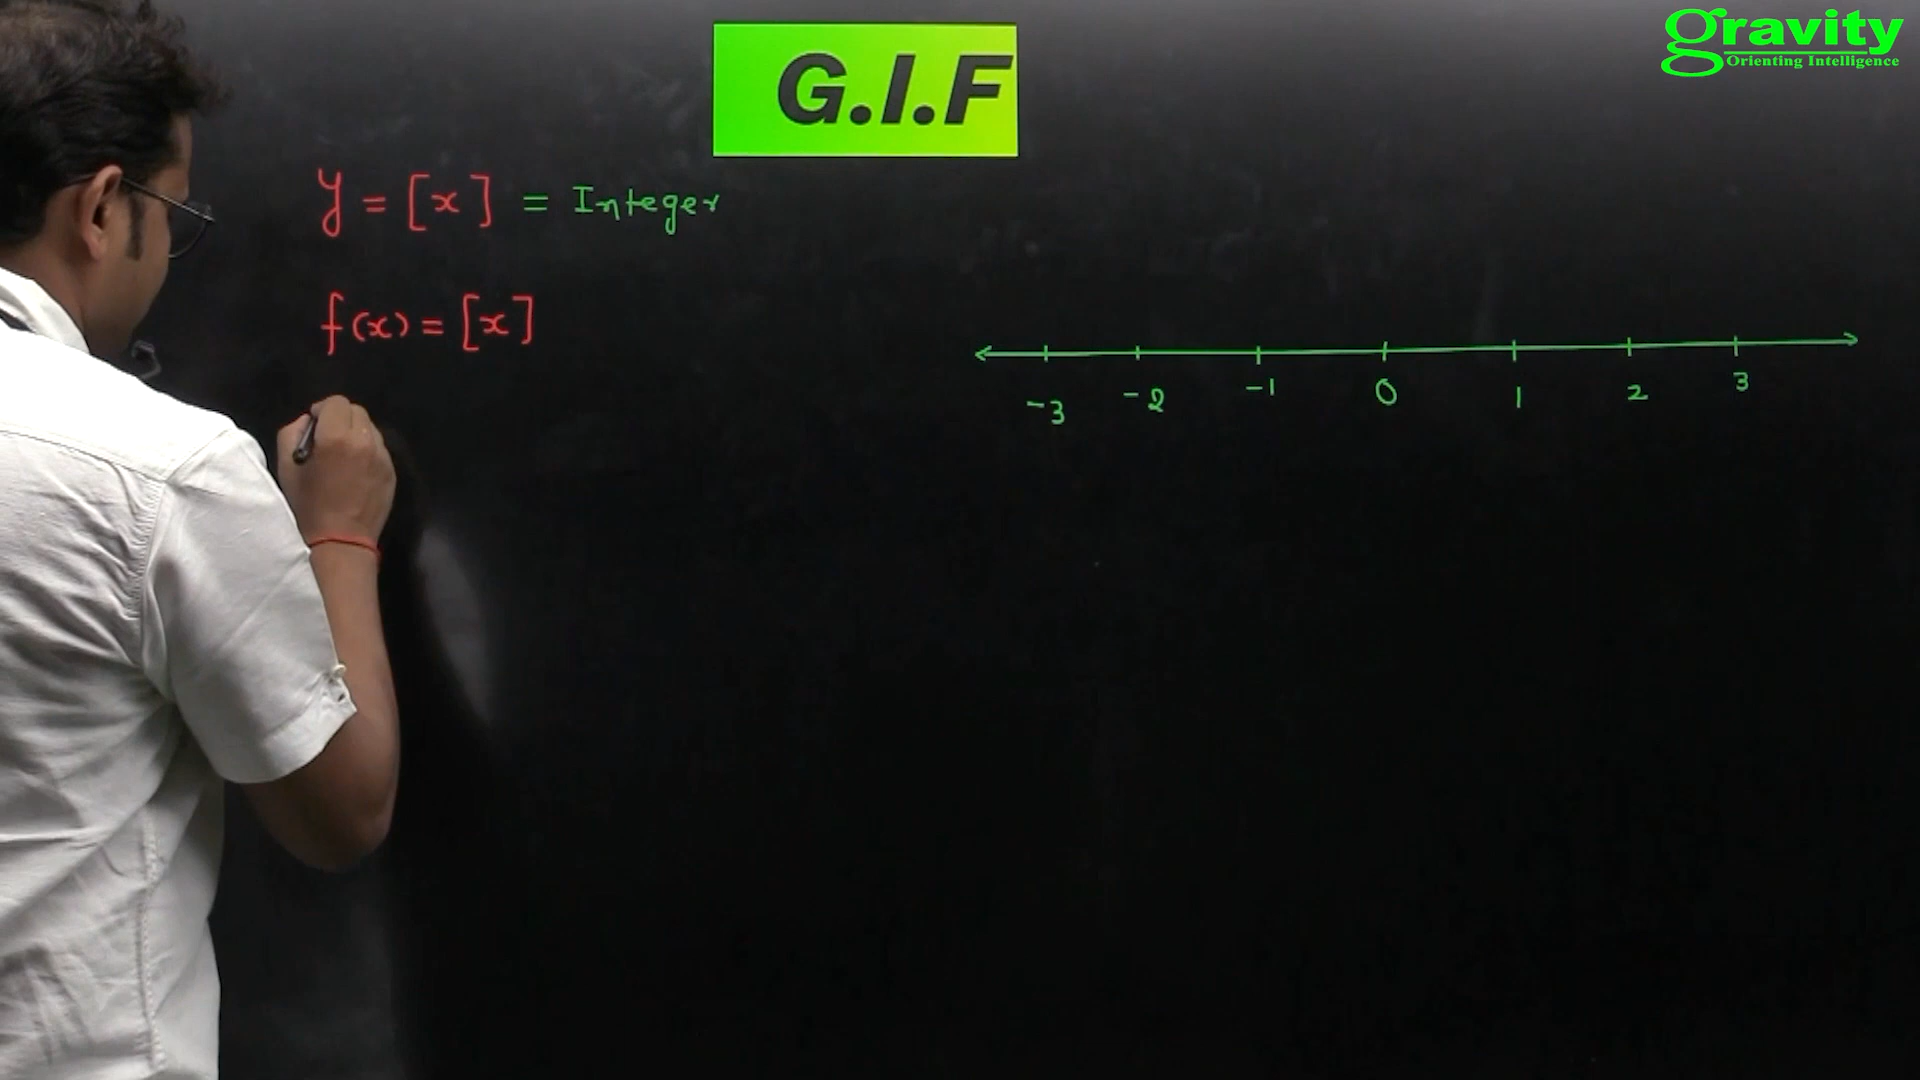 gravity
Orienting Intelligence
G.I.F
y = [x] = Integer
f(x) = [x]
-3 -2 -1 0 1 2 3